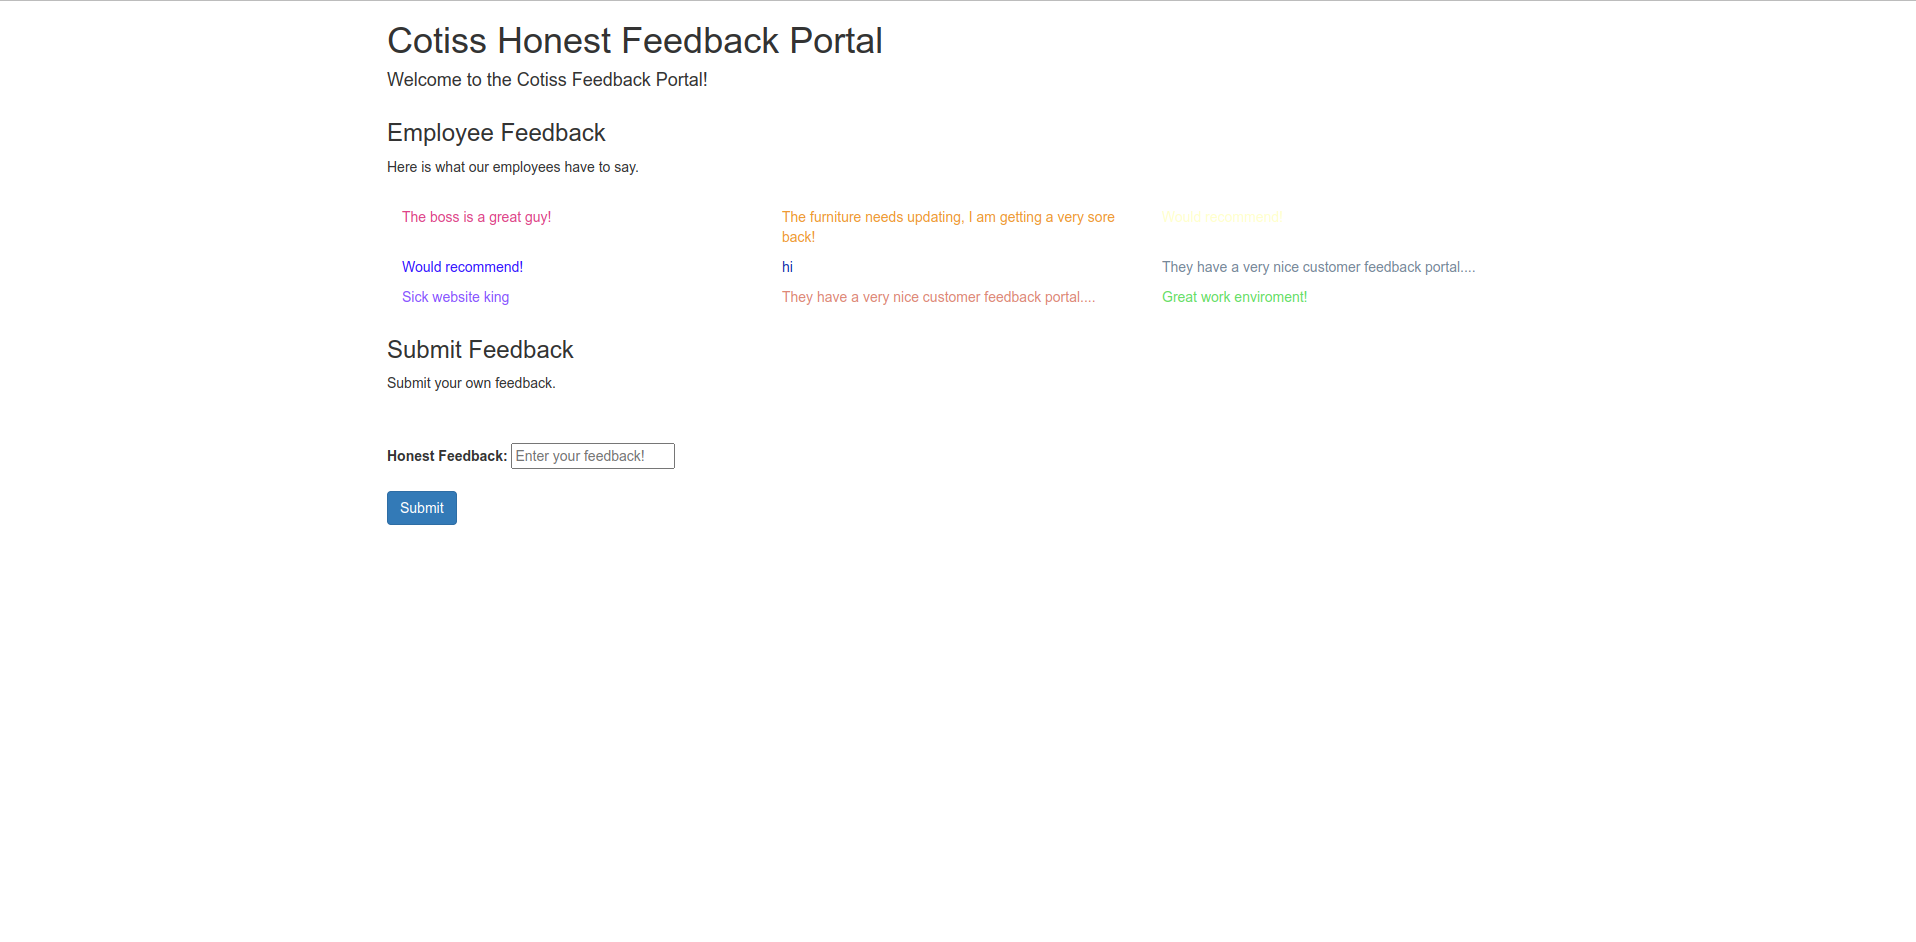 Cotiss Honest Feedback Portal
Welcome to the Cotiss Feedback Portal!
Employee Feedback
Here is what our employees have to say.
The boss is a great guy!
The furniture needs updating, I am getting a very sore
back!
Would recommend!
Would recommend!
hi
They have a very nice customer feedback portal....
Sick website king
They have a very nice customer feedback portal....
Great work enviroment!
Submit Feedback
Submit your own feedback.
Honest Feedback: Enter your feedback!
Submit